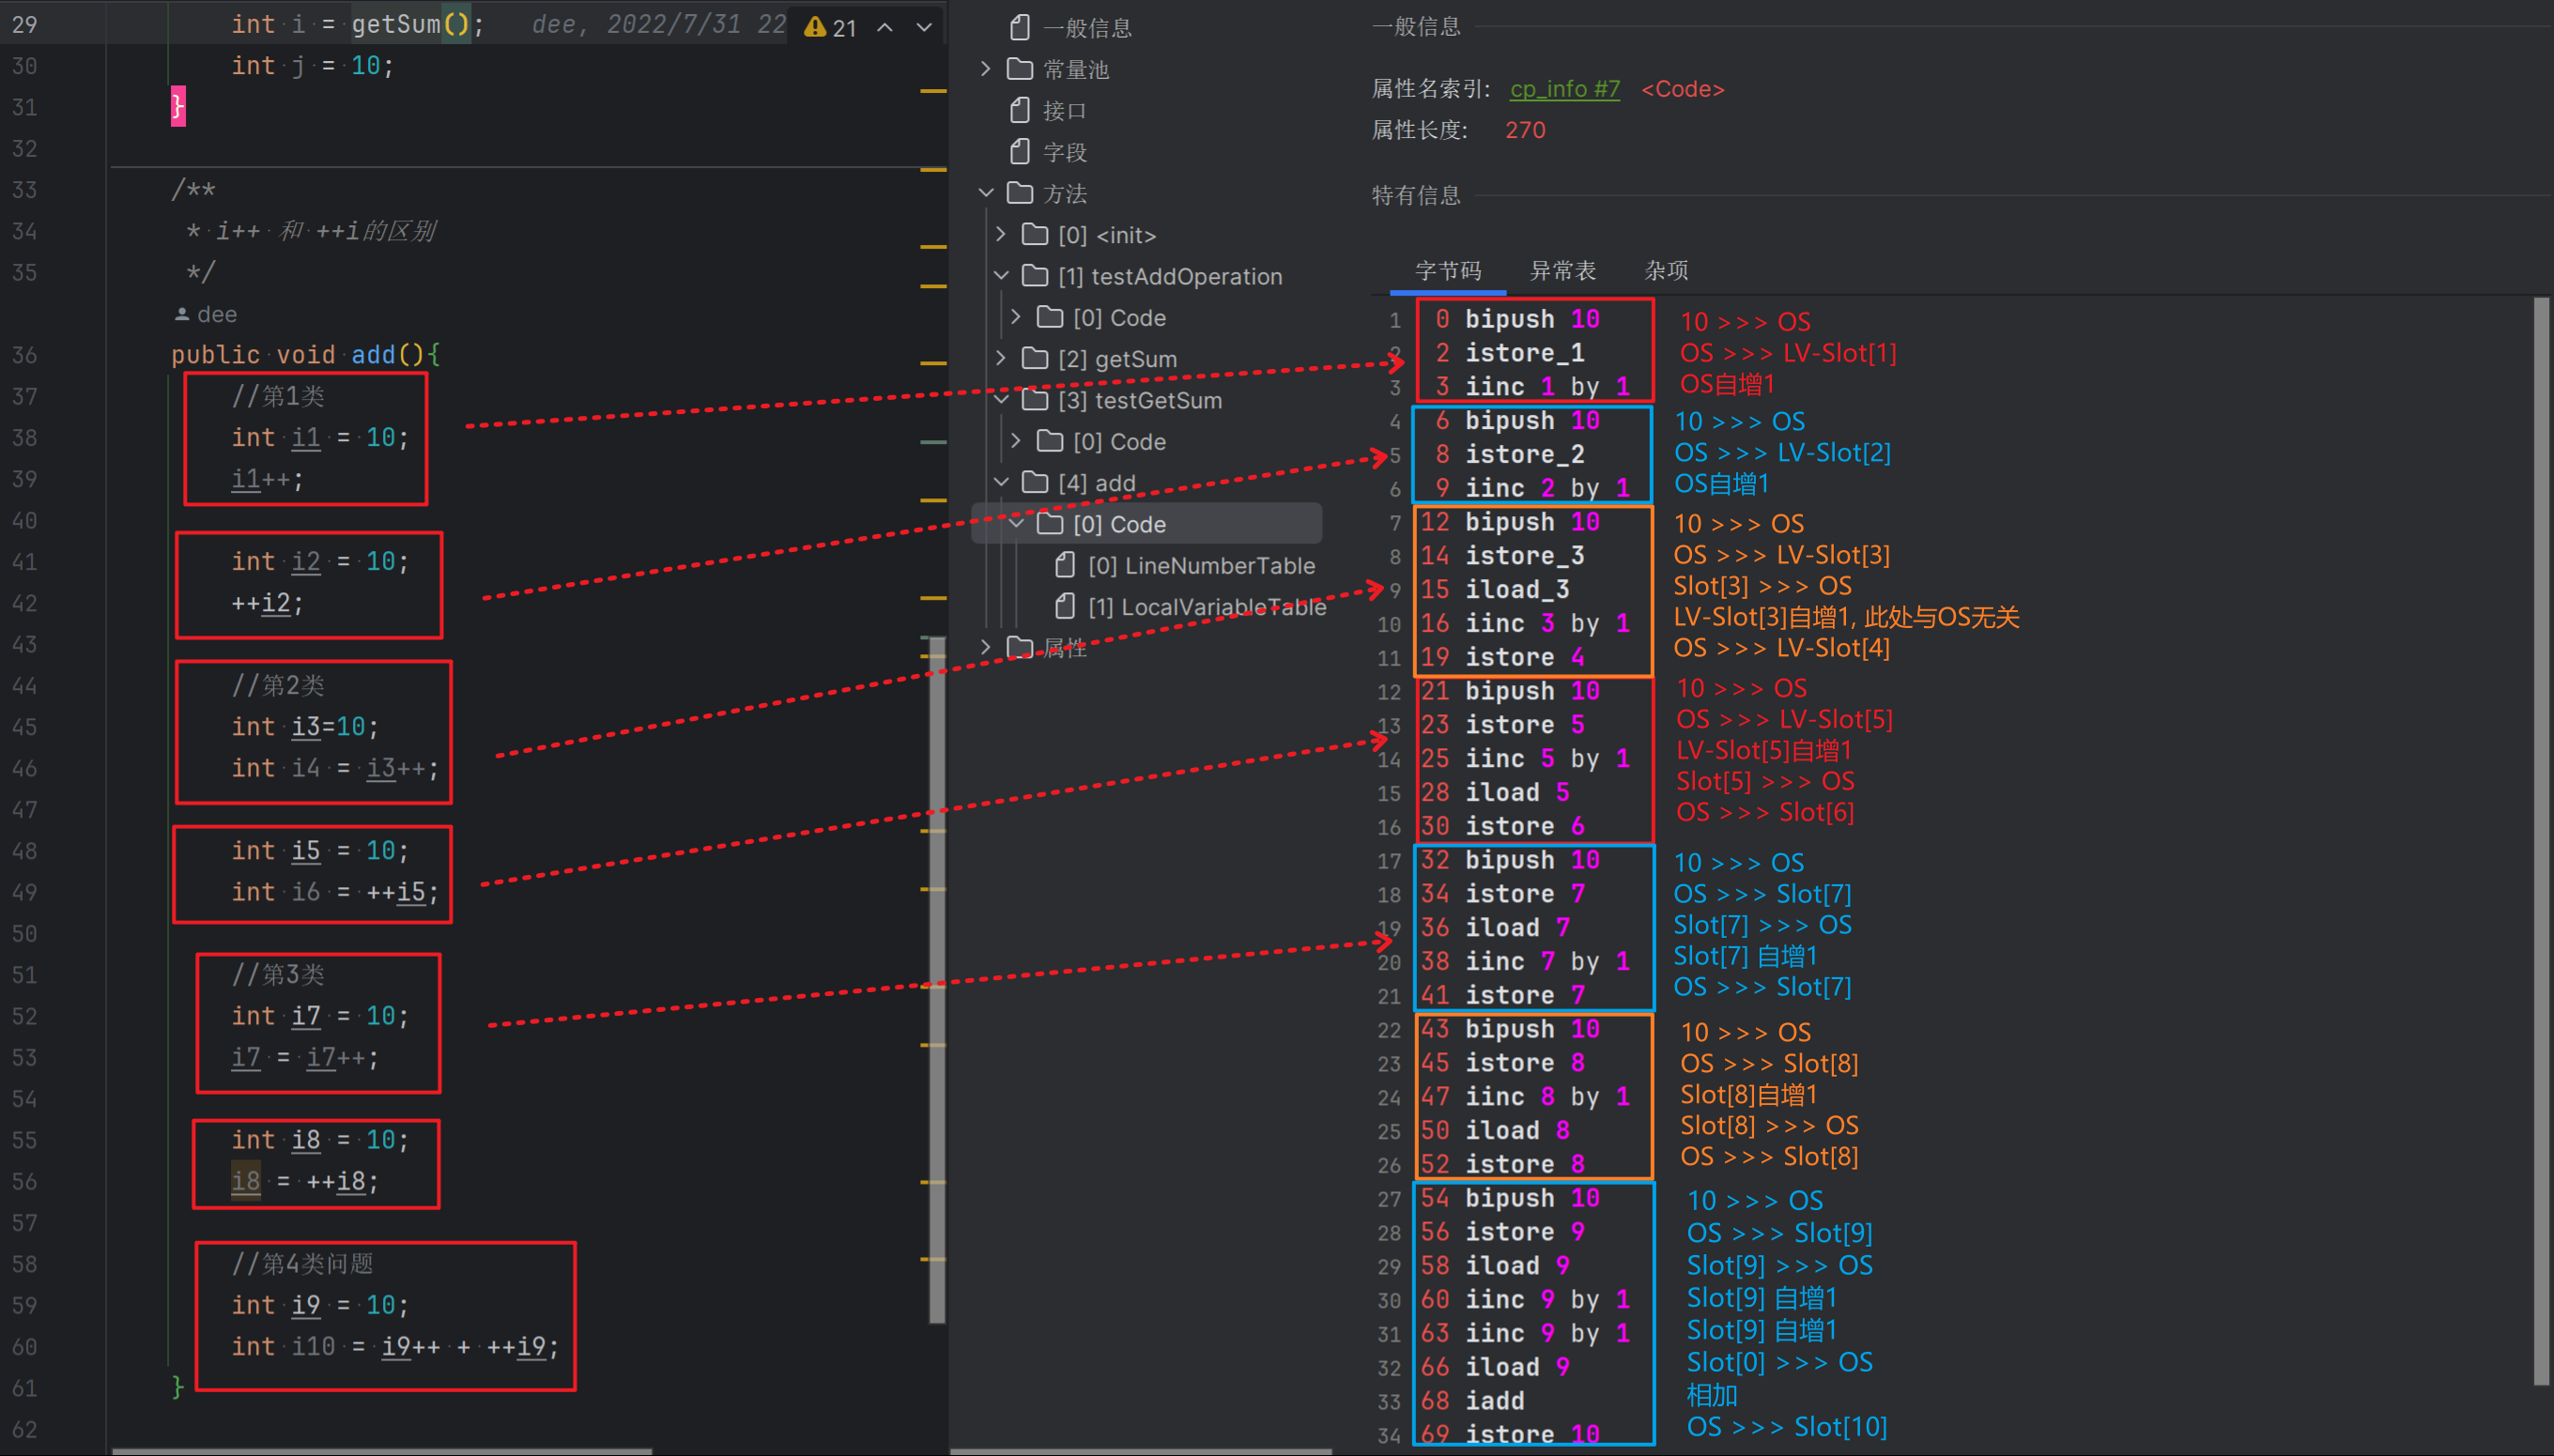 29 int i = getSum(); dee, 2022/7/31 22 21
30 int j = 10;
31 }
32
33 /**
34 * i++ 和 ++i的区别
35 */
dee
36 public void add(){
37 //第1类
38 int i1 = 10;
39 i1++;
40
41 int i2 = 10;
42 ++i2;
43
44 //第2类
45 int i3=10;
46 int i4 = i3++;
47
48 int i5 = 10;
49 int i6 = ++i5;
50
51 //第3类
52 int i7 = 10;
53 i7 = i7++;
54
55 int i8 = 10;
56 i8 = ++i8;
57
58 //第4类问题
59 int i9 = 10;
60 int i10 = i9++ + ++i9;
61 }
62
一般信息
常量池
接口
字段
方法
[0] <init>
[1] testAddOperation
[0] Code
[2] getSum
[3] testGetSum
[0] Code
[4] add
[0] Code
[0] LineNumberTable
[1] LocalVariableTable
属性
一般信息
属性名索引: cp_info #7 <Code>
属性长度: 270
特有信息
字节码 异常表 杂项
1 0 bipush 10 10 >>> OS
2 2 istore_1 OS >>> LV-Slot[1]
3 3 iinc 1 by 1 OS自增1
4 6 bipush 10 10 >>> OS
5 8 istore_2 OS >>> LV-Slot[2]
6 9 iinc 2 by 1 OS自增1
7 12 bipush 10 10 >>> OS
8 14 istore_3 OS >>> LV-Slot[3]
9 15 iload_3 Slot[3] >>> OS
10 16 iinc 3 by 1 LV-Slot[3]自增1, 此处与OS无关
11 19 istore 4 OS >>> LV-Slot[4]
12 21 bipush 10 10 >>> OS
13 23 istore 5 OS >>> LV-Slot[5]
14 25 iinc 5 by 1 LV-Slot[5]自增1
15 28 iload 5 Slot[5] >>> OS
16 30 istore 6 OS >>> Slot[6]
17 32 bipush 10 10 >>> OS
18 34 istore 7 OS >>> Slot[7]
19 36 iload 7 Slot[7] >>> OS
20 38 iinc 7 by 1 Slot[7] 自增1
21 41 istore 7 OS >>> Slot[7]
22 43 bipush 10 10 >>> OS
23 45 istore 8 OS >>> Slot[8]
24 47 iinc 8 by 1 Slot[8]自增1
25 50 iload 8 Slot[8] >>> OS
26 52 istore 8 OS >>> Slot[8]
27 54 bipush 10 10 >>> OS
28 56 istore 9 OS >>> Slot[9]
29 58 iload 9 Slot[9] >>> OS
30 60 iinc 9 by 1 Slot[9] 自增1
31 63 iinc 9 by 1 Slot[9] 自增1
32 66 iload 9 Slot[0] >>> OS
33 68 iadd 相加
34 69 istore 10 OS >>> Slot[10]